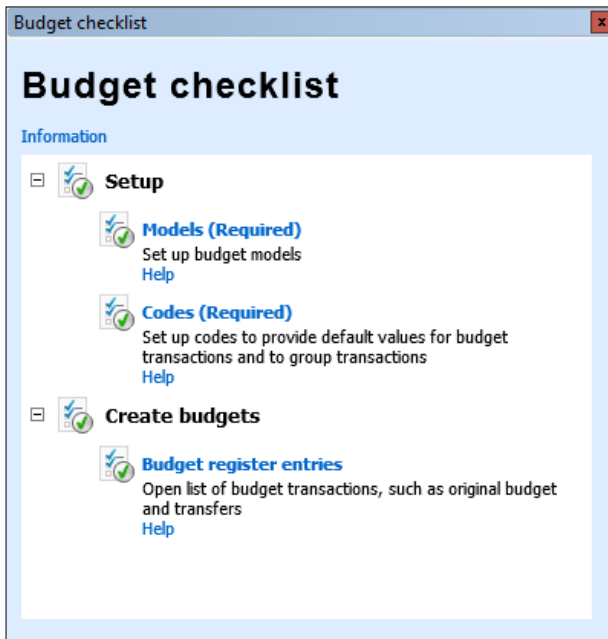 Budget checklist
Budget checklist
Information
Setup
Models (Required)
Set up budget models
Help
Codes (Required)
Set up codes to provide default values for budget
transactions and to group transactions
Help
Create budgets
Budget register entries
Open list of budget transactions, such as original budget
and transfers
Help